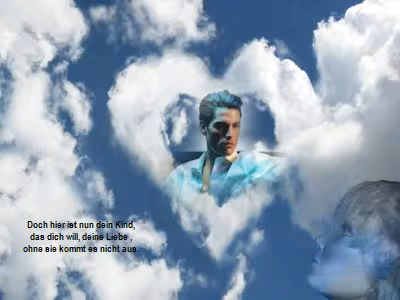 Doch hier ist nun dein Kind,
das dich will, deine Liebe ,
ohne sie kommt es nicht aus.